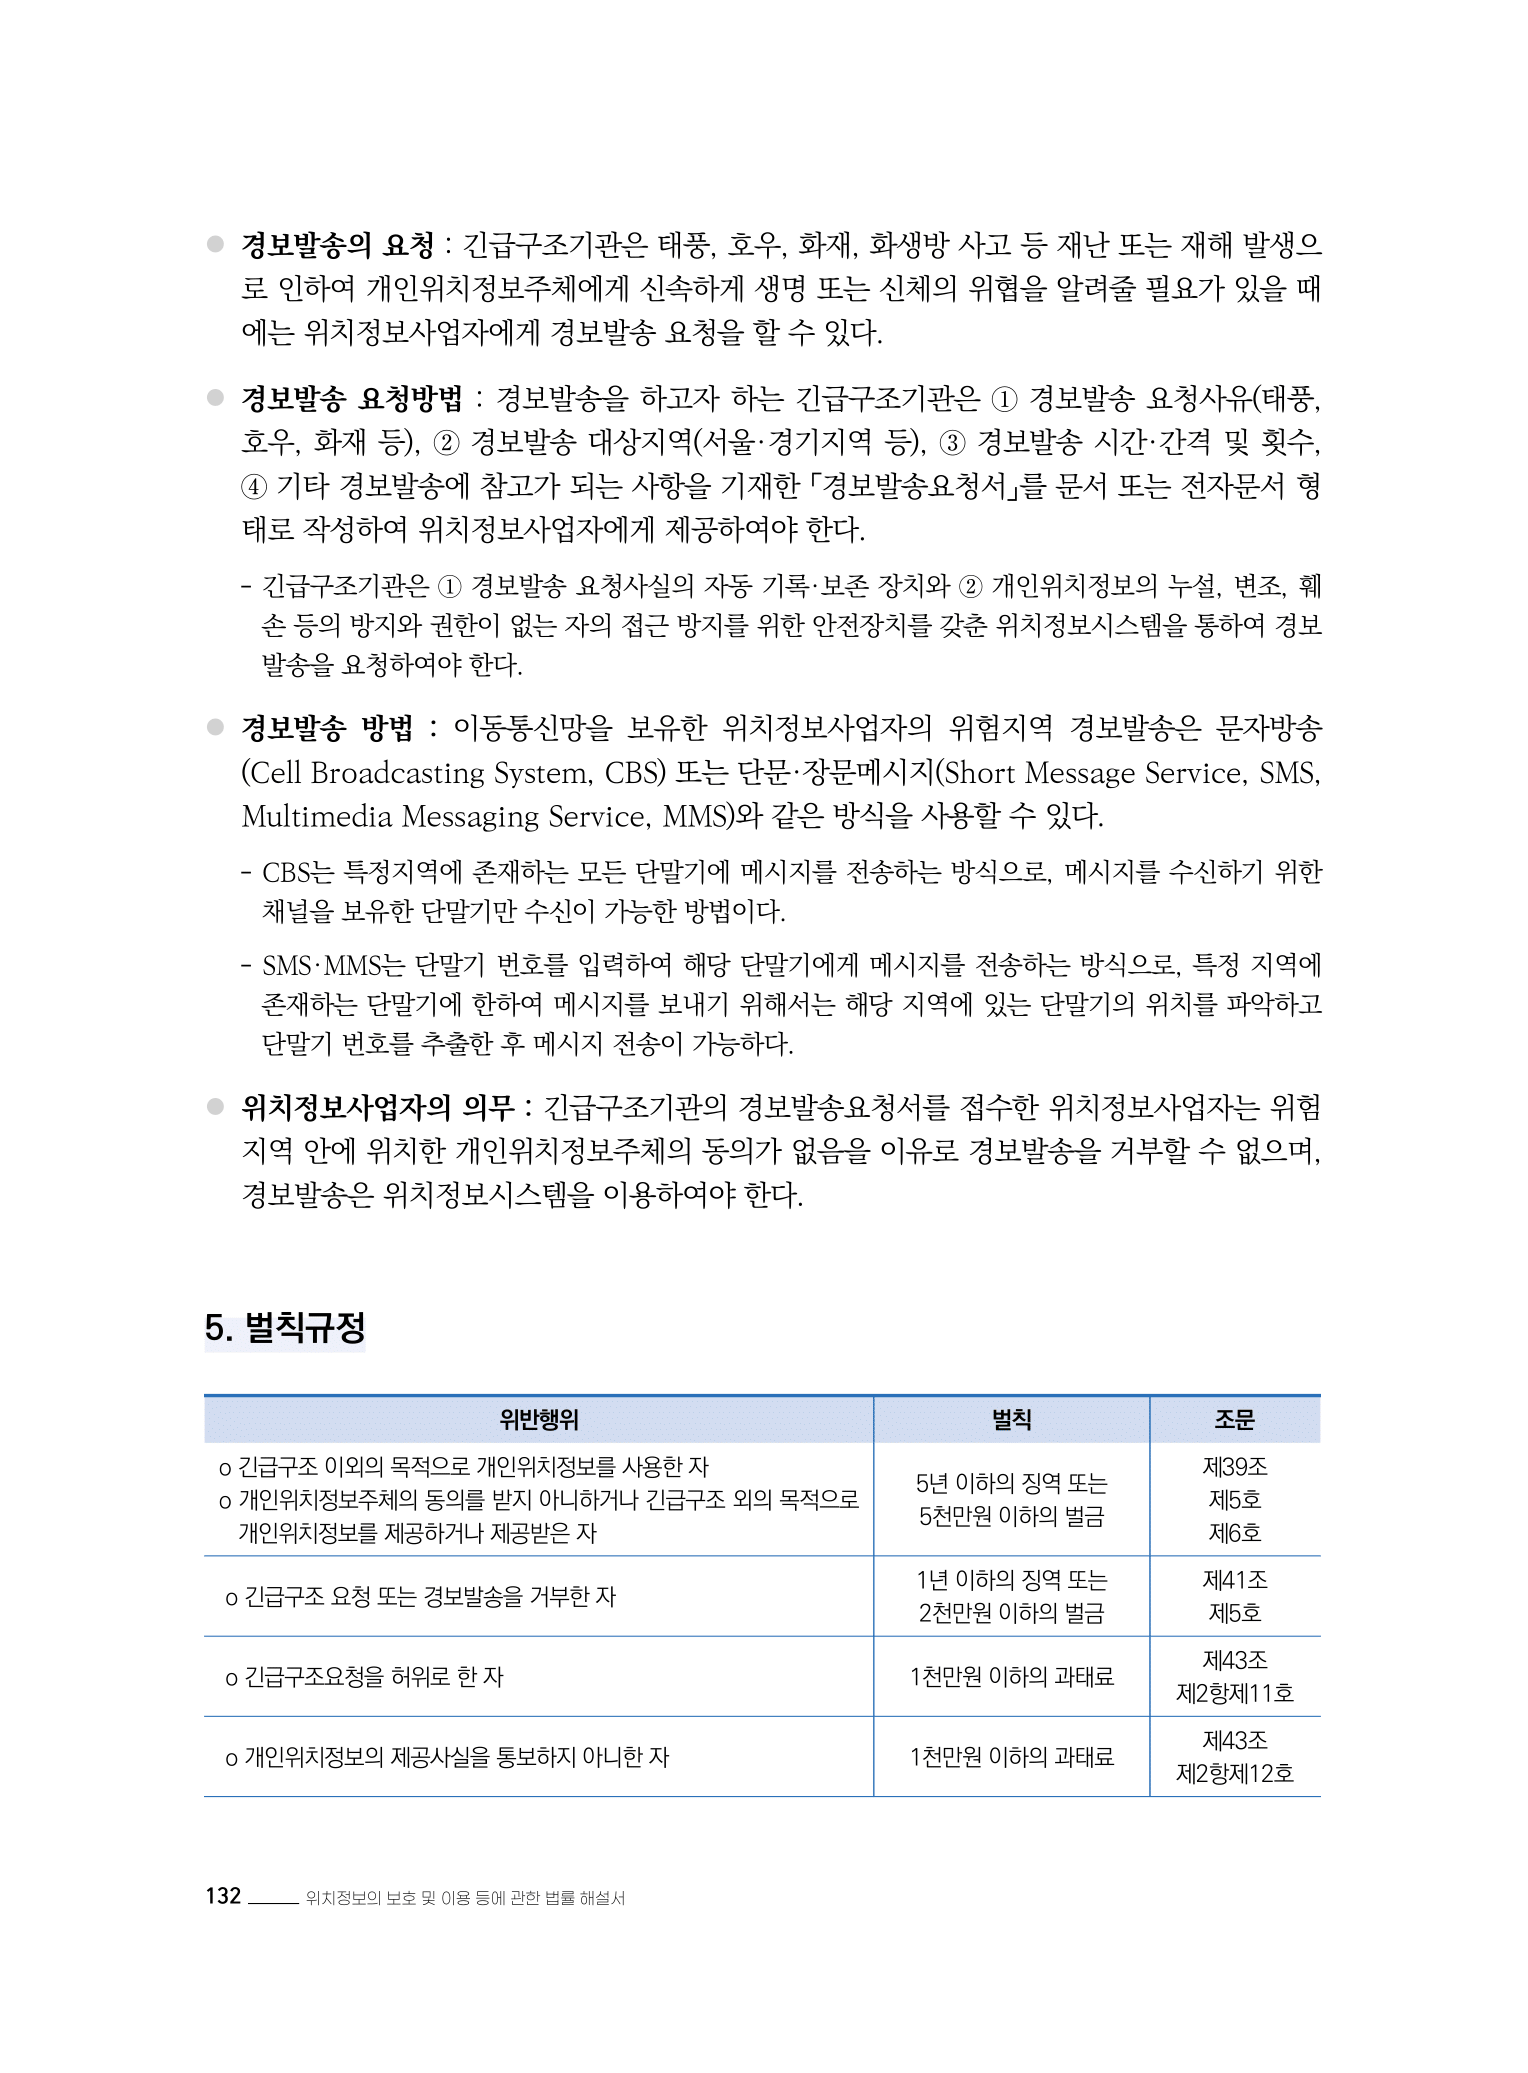 ● 경보발송의 요청 : 긴급구조기관은 태풍, 호우, 화재, 화생방 사고 등 재난 또는 재해 발생으
로 인하여 개인위치정보주체에게 신속하게 생명 또는 신체의 위협을 알려줄 필요가 있을 때
에는 위치정보사업자에게 경보발송 요청을 할 수 있다.
● 경보발송 요청방법 : 경보발송을 하고자 하는 긴급구조기관은 ① 경보발송 요청사유(태풍,
호우, 화재 등), ② 경보발송 대상지역(서울·경기지역 등), ③ 경보발송 시간·간격 및 횟수,
④ 기타 경보발송에 참고가 되는 사항을 기재한 「경보발송요청서」를 문서 또는 전자문서 형
태로 작성하여 위치정보사업자에게 제공하여야 한다.
- 긴급구조기관은 ① 경보발송 요청사실의 자동 기록·보존 장치와 ② 개인위치정보의 누설, 변조, 훼
손 등의 방지와 권한이 없는 자의 접근 방지를 위한 안전장치를 갖춘 위치정보시스템을 통하여 경보
발송을 요청하여야 한다.
● 경보발송 방법 : 이동통신망을 보유한 위치정보사업자의 위험지역 경보발송은 문자방송
(Cell Broadcasting System, CBS) 또는 단문·장문메시지(Short Message Service, SMS,
Multimedia Messaging Service, MMS)와 같은 방식을 사용할 수 있다.
- CBS는 특정지역에 존재하는 모든 단말기에 메시지를 전송하는 방식으로, 메시지를 수신하기 위한
채널을 보유한 단말기만 수신이 가능한 방법이다.
- SMS·MMS는 단말기 번호를 입력하여 해당 단말기에게 메시지를 전송하는 방식으로, 특정 지역에
존재하는 단말기에 한하여 메시지를 보내기 위해서는 해당 지역에 있는 단말기의 위치를 파악하고
단말기 번호를 추출한 후 메시지 전송이 가능하다.
● 위치정보사업자의 의무 : 긴급구조기관의 경보발송요청서를 접수한 위치정보사업자는 위험
지역 안에 위치한 개인위치정보주체의 동의가 없음을 이유로 경보발송을 거부할 수 없으며,
경보발송은 위치정보시스템을 이용하여야 한다.
5. 벌칙규정
위반행위 벌칙 조문
o 긴급구조 이외의 목적으로 개인위치정보를 사용한 자
o 개인위치정보주체의 동의를 받지 아니하거나 긴급구조 외의 목적으로
개인위치정보를 제공하거나 제공받은 자
5년 이하의 징역 또는
5천만원 이하의 벌금
제39조
제5호
제6호
o 긴급구조 요청 또는 경보발송을 거부한 자
1년 이하의 징역 또는
2천만원 이하의 벌금
제41조
제5호
o 긴급구조요청을 허위로 한 자
1천만원 이하의 과태료
제43조
제2항제11호
o 개인위치정보의 제공사실을 통보하지 아니한 자
1천만원 이하의 과태료
제43조
제2항제12호
132 위치정보의 보호 및 이용 등에 관한 법률 해설서